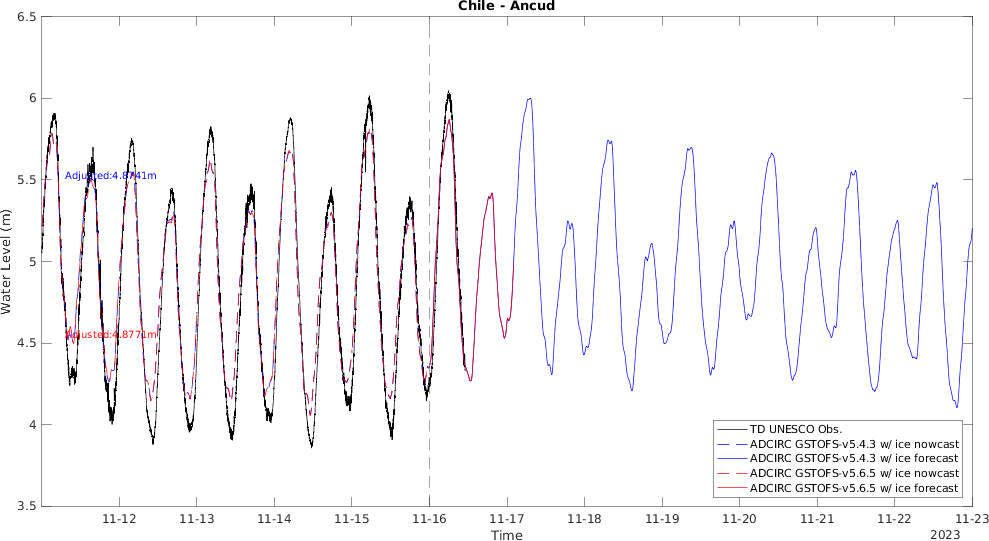 Chile - Ancud
6.5
6
5.5
5
4.5
4
3.5
Water Level (m)
Adjusted:4.8741m
Adjusted:4.8771m
TD UNESCO Obs.
ADCIRC GSTOFS-v5.4.3 w/ ice nowcast
ADCIRC GSTOFS-v5.4.3 w/ ice forecast
ADCIRC GSTOFS-v5.6.5 w/ ice nowcast
ADCIRC GSTOFS-v5.6.5 w/ ice forecast
11-12 11-13 11-14 11-15 11-16 11-17 11-18 11-19 11-20 11-21 11-22 11-23
Time
2023